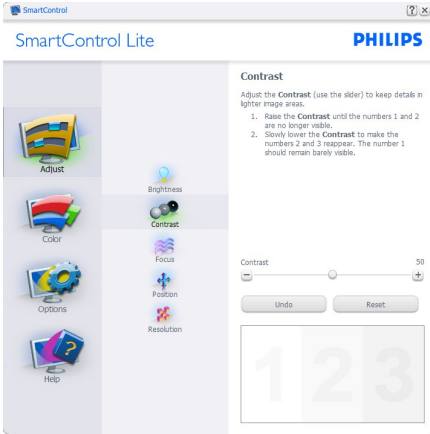 SmartControl
SmartControl Lite
PHILIPS
Adjust
Color
Options
Help
Brightness
Contrast
Focus
Position
Resolution
Contrast
Adjust the Contrast (use the slider) to keep details in
lighter image areas.
1. Raise the Contrast until the numbers 1 and 2
are no longer visible.
2. Slowly lower the Contrast to make the
numbers 2 and 3 reappear. The number 1
should remain barely visible.
Contrast 50
Undo Reset
1 2 3